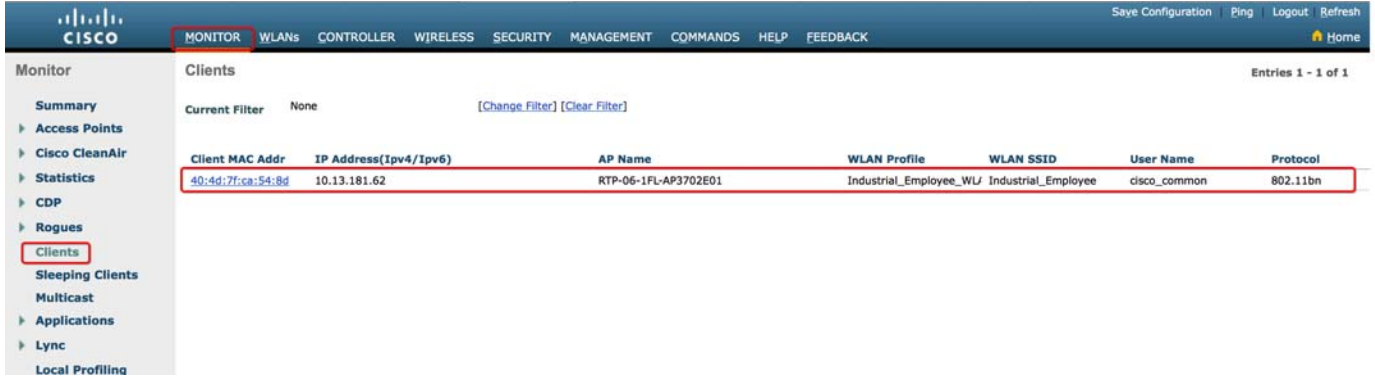 Save Configuration Ping Logout Refresh
CISCO MONITOR WLANs CONTROLLER WIRELESS SECURITY MANAGEMENT COMMANDS HELP FEEDBACK Home
Monitor
Summary
Access Points
Cisco CleanAir
Statistics
CDP
Rogues
Clients
Sleeping Clients
Multicast
Applications
Lync
Local Profiling
Clients Entries 1 - 1 of 1
Current Filter None [Change Filter] [Clear Filter]
Client MAC Addr IP Address(Ipv4/Ipv6) AP Name WLAN Profile WLAN SSID User Name Protocol
40:4d:7f:ca:54:8d 10.13.181.62 RTP-06-1FL-AP3702E01 Industrial_Employee_WL Industrial_Employee cisco_common 802.11bn